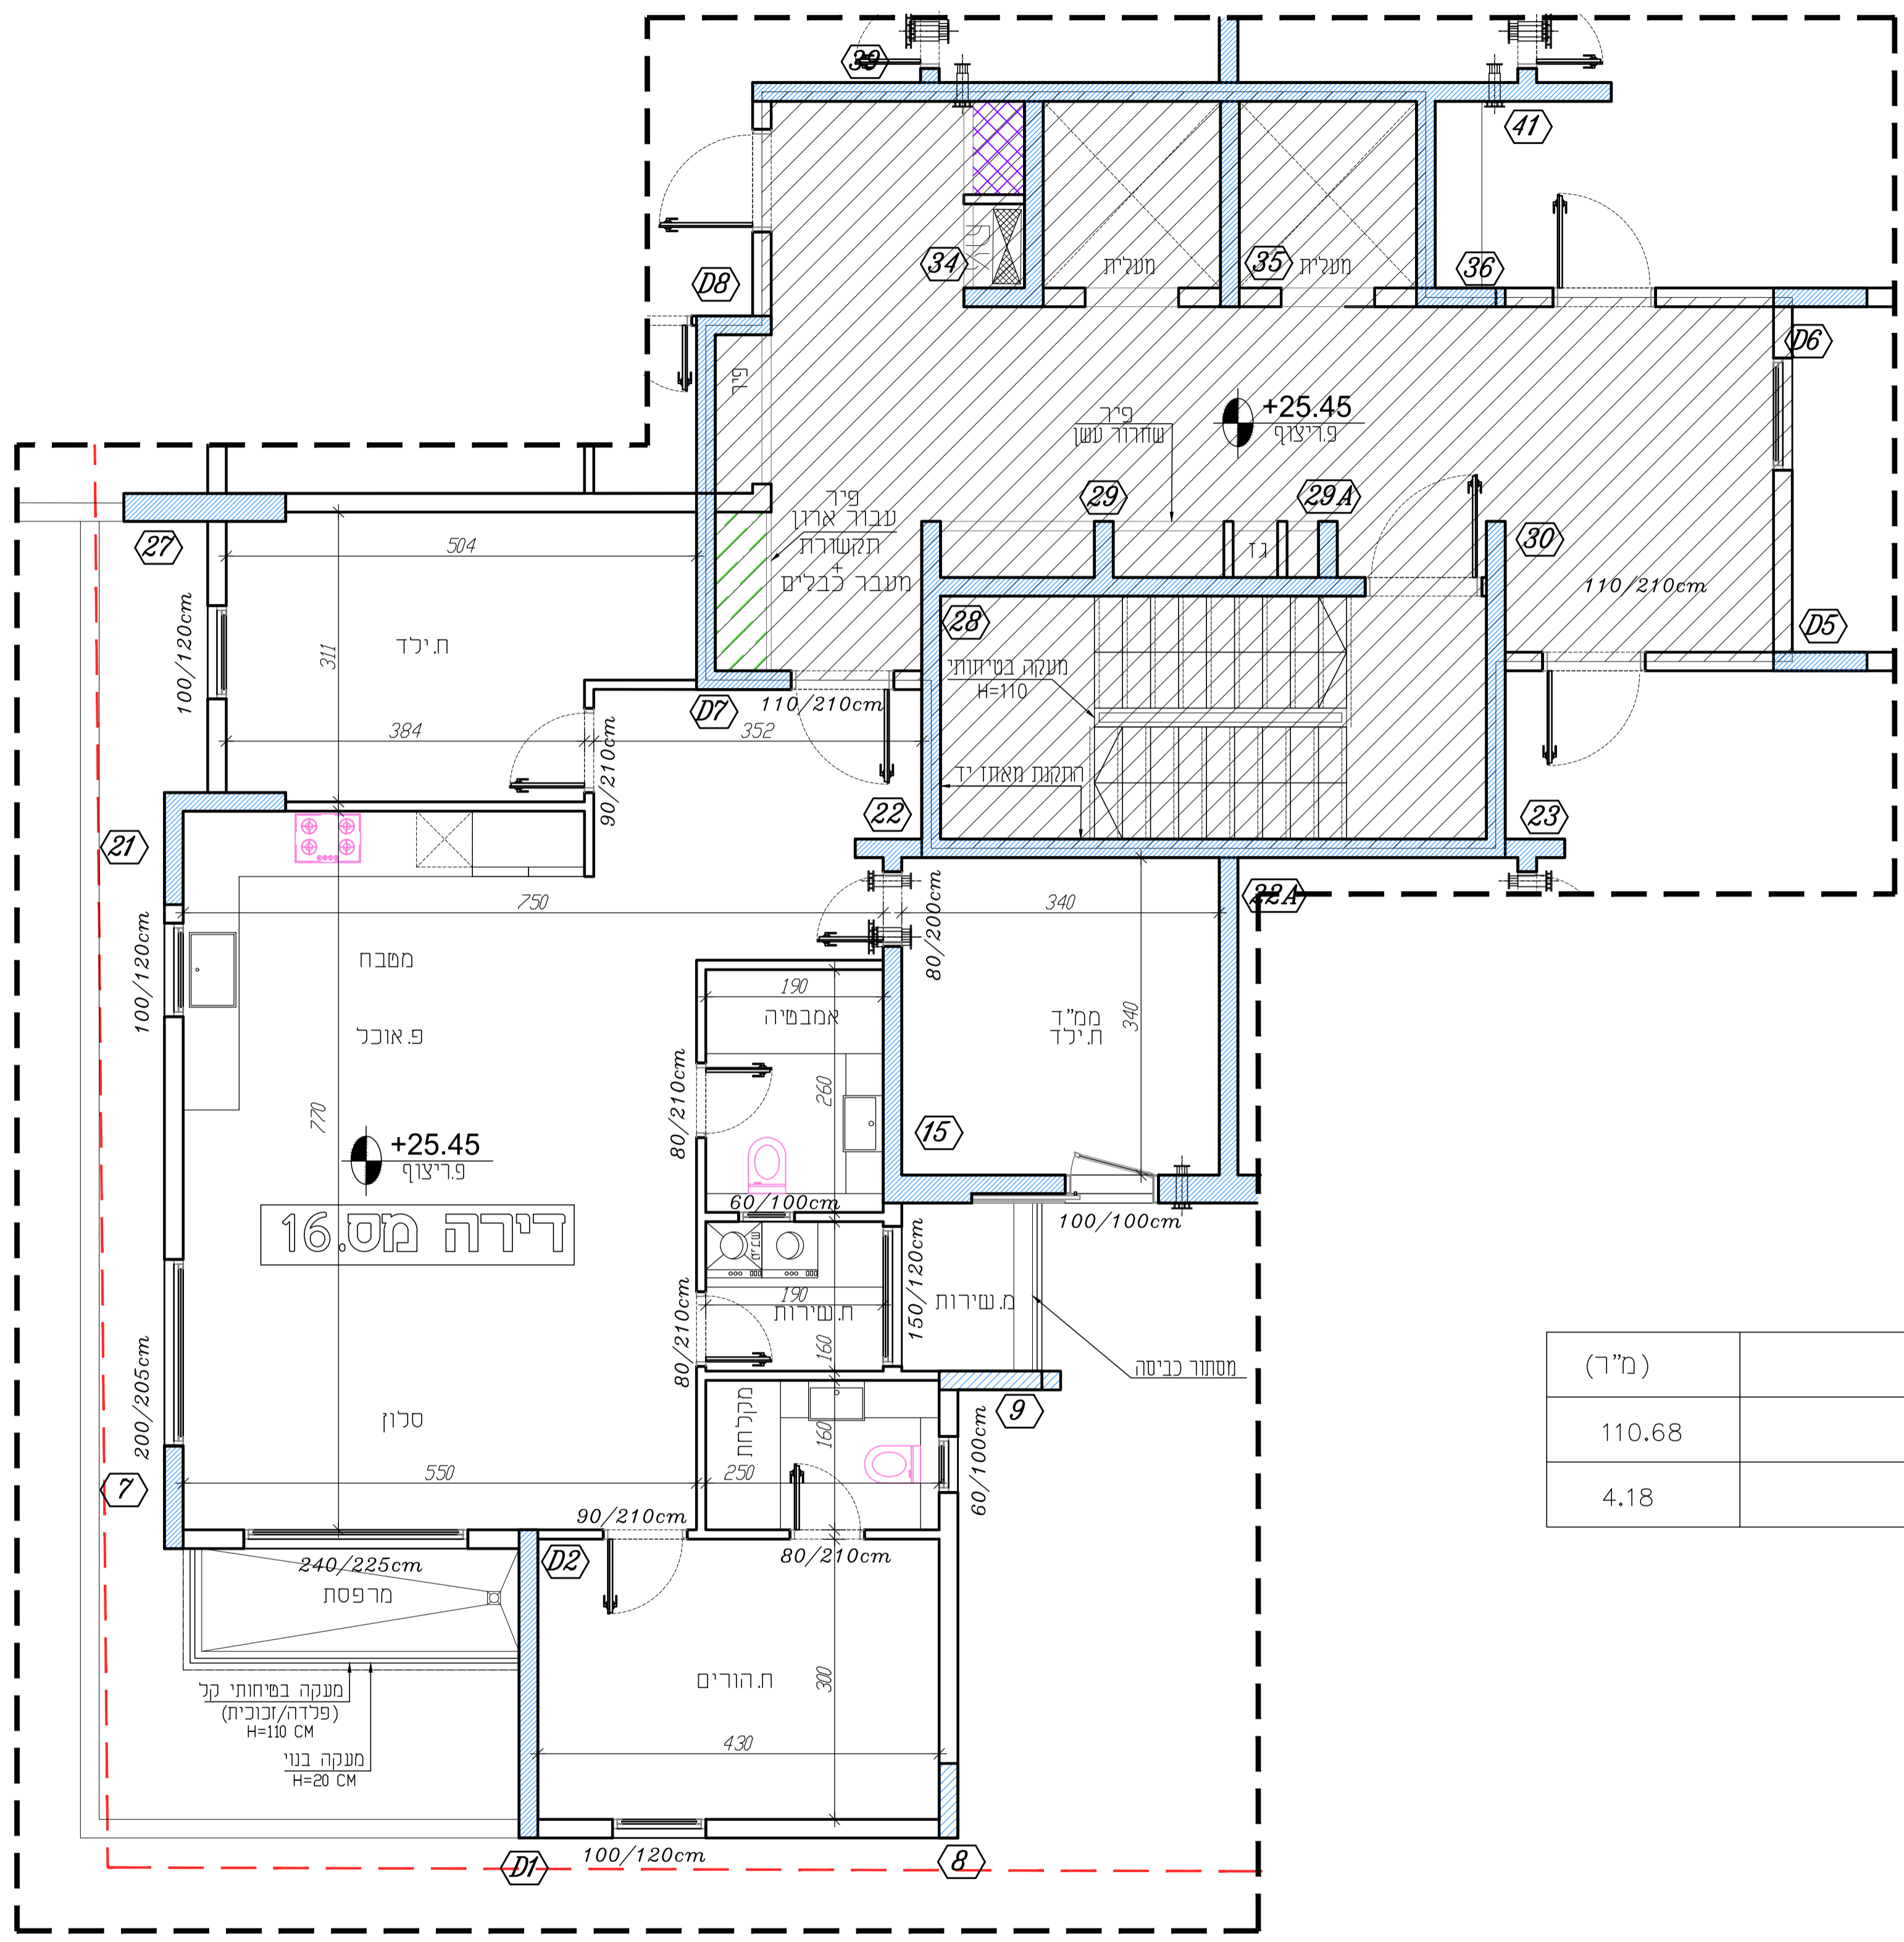 39
41
34
מעלית
35
מעלית
36
D8
D6
פיר
+25.45
פ.ריצוף
פיר
שחרור עשן
29
29A
30
פיר
עבור ארון
תקשורת
+
מעבר כבלים
גז
27
504
110/210cm
D5
100/120cm
311
ח.ילד
28
מעקה בטיחותי
H=110
D7
110/210cm
384
352
90/210cm
התקנת מאחז יד
22
23
21
750
80/200cm
340
22A
100/120cm
מטבח
190
אמבטיה
ממ"ד
ח.ילד
340
פ.אוכל
80/210cm
260
770
15
+25.45
פ.ריצוף
60/100cm
100/100cm
דירה מס.16
150/120cm
190
ח.שירות
מ.שירות
80/210cm
160
מסתור כביסה
(מ"ר)
110.68
4.18
200/205cm
סלון
מקלחת
160
9
60/100cm
7
550
250
90/210cm
80/210cm
D2
240/225cm
מרפסת
ח.הורים
300
מעקה בטיחותי קל
(פלדה/זכוכית)
H=110 CM
מעקה בנוי
H=20 CM
430
100/120cm
D1
8